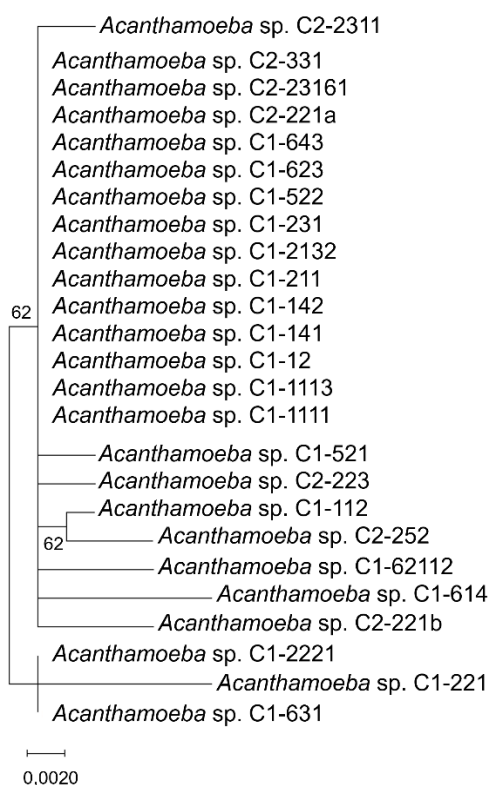 Acanthamoeba sp. C2-2311
Acanthamoeba sp. C2-331
Acanthamoeba sp. C2-23161
Acanthamoeba sp. C2-221a
Acanthamoeba sp. C1-643
Acanthamoeba sp. C1-623
Acanthamoeba sp. C1-522
Acanthamoeba sp. C1-231
Acanthamoeba sp. C1-2132
Acanthamoeba sp. C1-211
Acanthamoeba sp. C1-142
62
Acanthamoeba sp. C1-141
Acanthamoeba sp. C1-12
Acanthamoeba sp. C1-1113
Acanthamoeba sp. C1-1111
Acanthamoeba sp. C1-521
Acanthamoeba sp. C2-223
Acanthamoeba sp. C1-112
62
Acanthamoeba sp. C2-252
Acanthamoeba sp. C1-62112
Acanthamoeba sp. C1-614
Acanthamoeba sp. C2-221b
Acanthamoeba sp. C1-2221
Acanthamoeba sp. C1-221
Acanthamoeba sp. C1-631
0,0020